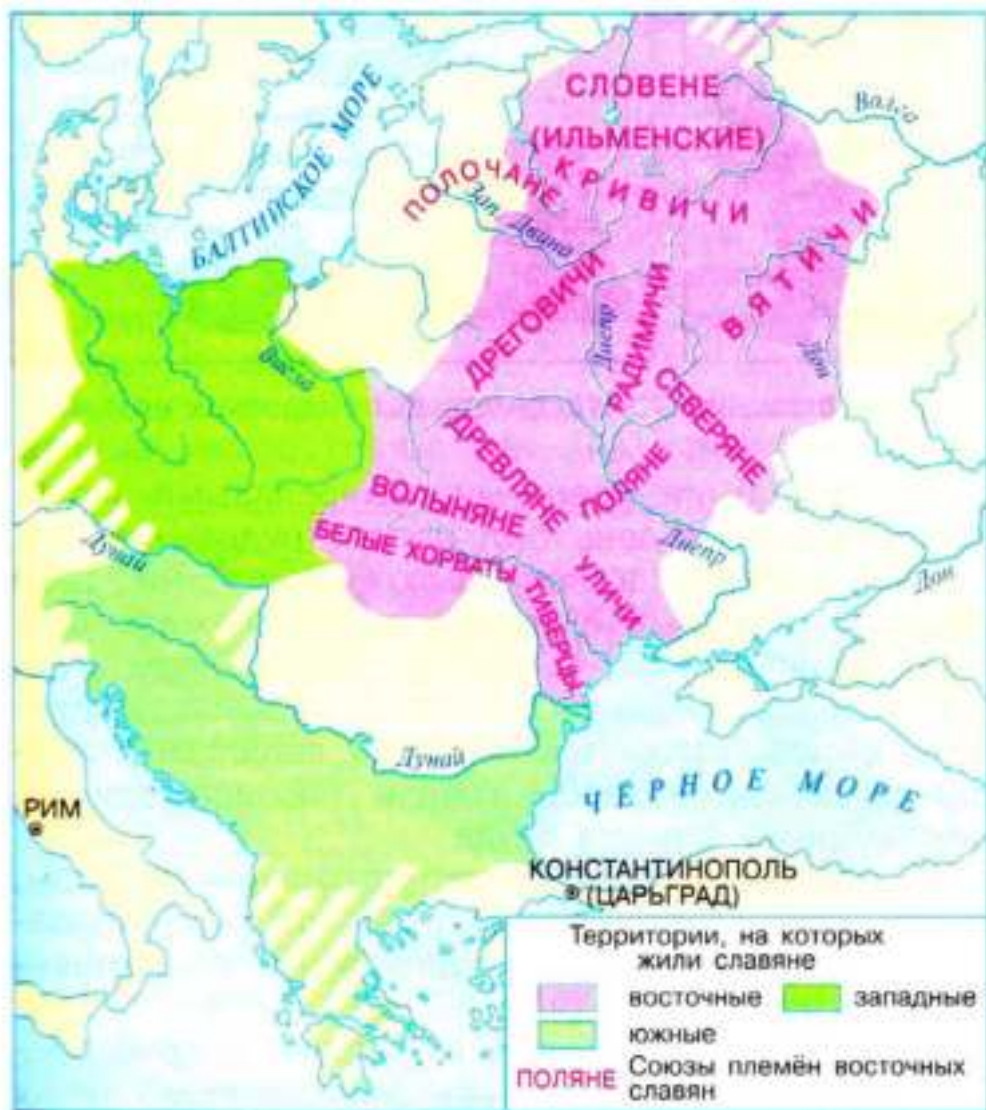 СЛОВЕНЕ
(ИЛЬМЕНСКИЕ)
Волга
БАЛТИЙСКОЕ МОРЕ
ПОЛОЧАНЕ
КРИВИЧИ
Зап. Двина
ВЯТИЧИ
ДРЕГОВИЧИ
Днепр
РАДИМИЧИ
Дон
Висла
СЕВЕРЯНЕ
ДРЕВЛЯНЕ
ПОЛЯНЕ
ВОЛЫНЯНЕ
БЕЛЫЕ ХОРВАТЫ
Дунай
Днепр
УЛИЧИ
ТИВЕРЦЫ
Дон
Дунай
ЧЁРНОЕ МОРЕ
РИМ
КОНСТАНТИНОПОЛЬ
(ЦАРЬГРАД)
Территории, на которых
жили славяне
восточные западные
южные
ПОЛЯНЕ Союзы племён восточных
славян